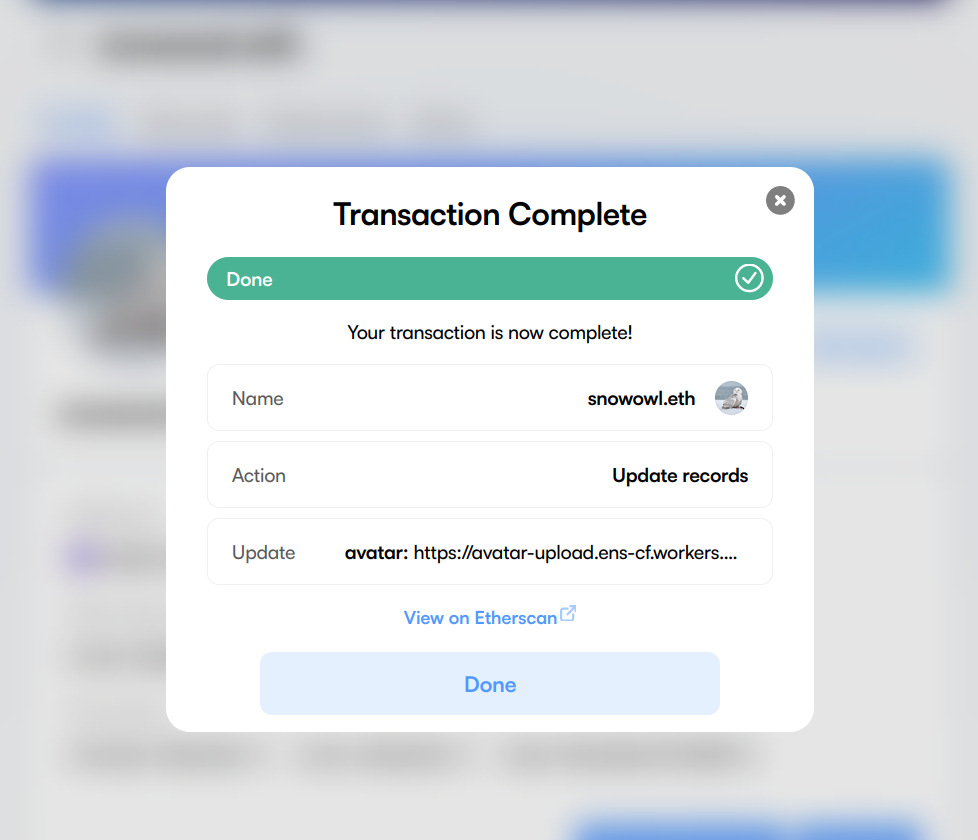 Transaction Complete
Done
Your transaction is now complete!
Name snowowl.eth
Action Update records
Update avatar: https://avatar-upload.ens-cf.workers....
View on Etherscan
Done